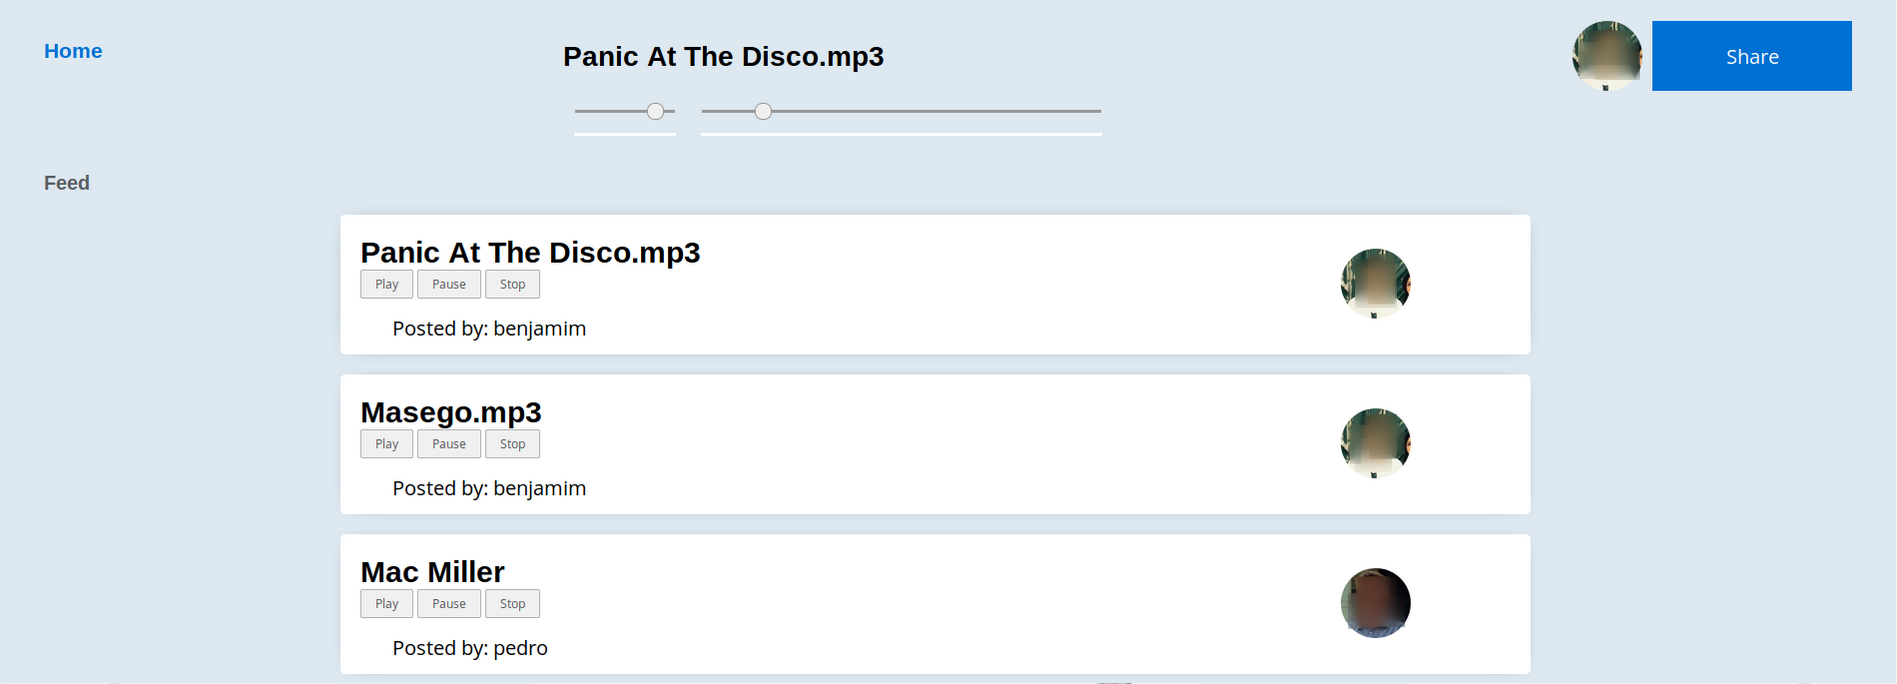 Home
Panic At The Disco.mp3
Share
Feed
Panic At The Disco.mp3
Play Pause Stop
Posted by: benjamim
Masego.mp3
Play Pause Stop
Posted by: benjamim
Mac Miller
Play Pause Stop
Posted by: pedro